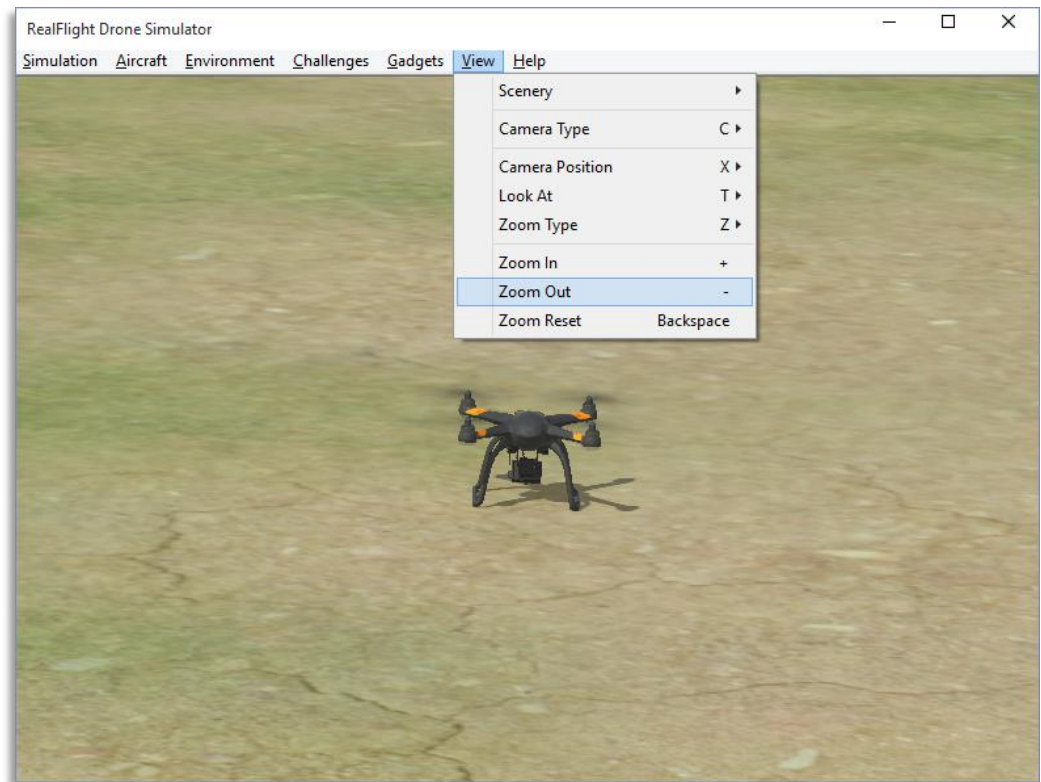 RealFlight Drone Simulator
Simulation Aircraft Environment Challenges Gadgets View Help
Scenery
Camera Type C
Camera Position X
Look At T
Zoom Type Z
Zoom In +
Zoom Out -
Zoom Reset Backspace